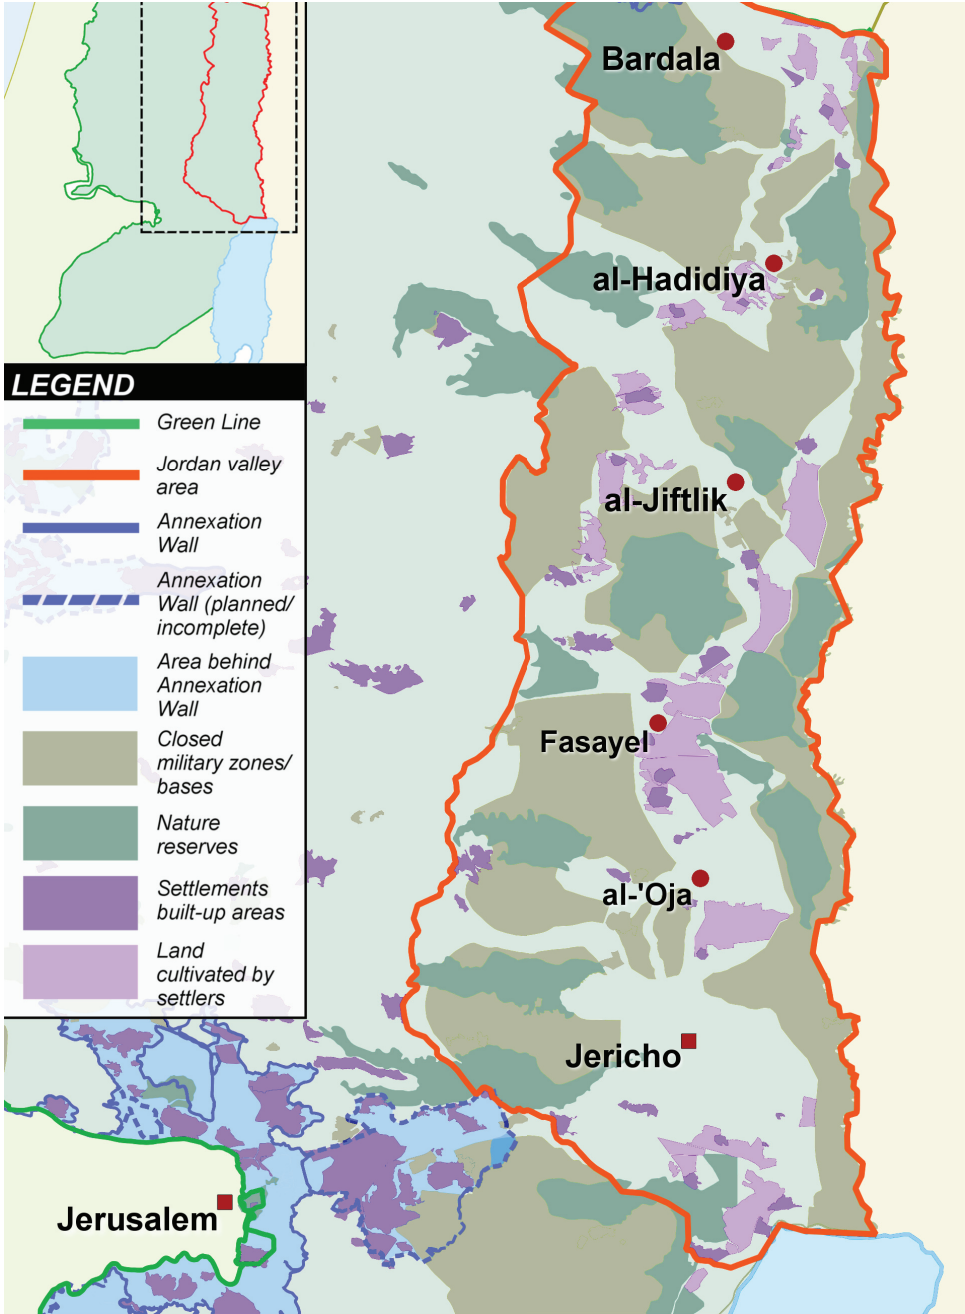 Bardala
al-Hadidiya
LEGEND
Green Line
Jordan valley
area
Annexation
Wall
Annexation
Wall (planned/
incomplete)
Area behind
Annexation
Wall
Closed
military zones/
bases
Nature
reserves
Settlements
built-up areas
Land
cultivated by
settlers
al-Jiftlik
Fasayel
al-'Oja
Jericho
Jerusalem